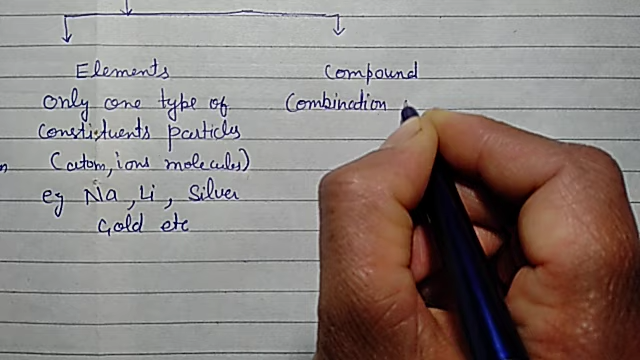 Elements
Compound
Only one type of
Combination
Constituents particles
(atom, ions molecules)
eg Na, Li, Silver
Gold etc